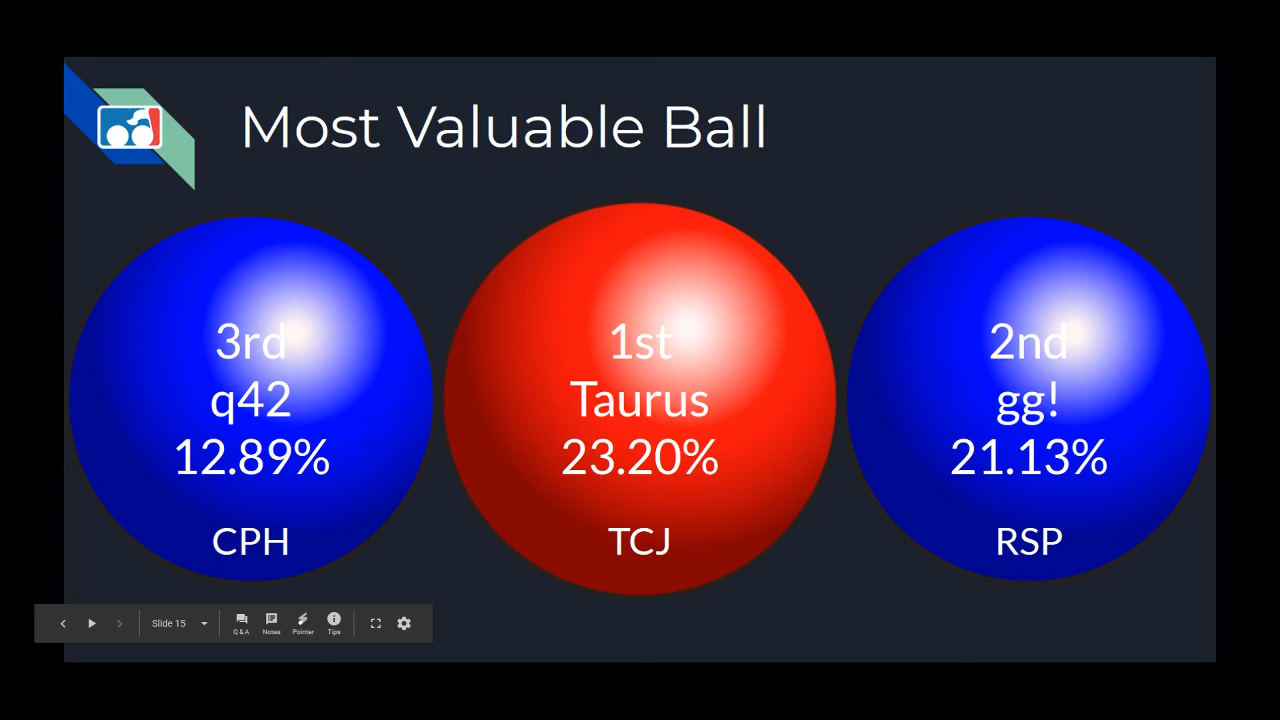 Most Valuable Ball
3rd
q42
12.89%
CPH
1st
Taurus
23.20%
TCJ
2nd
gg!
21.13%
RSP
Slide 15
Q & A
Notes
Pointer
Tips